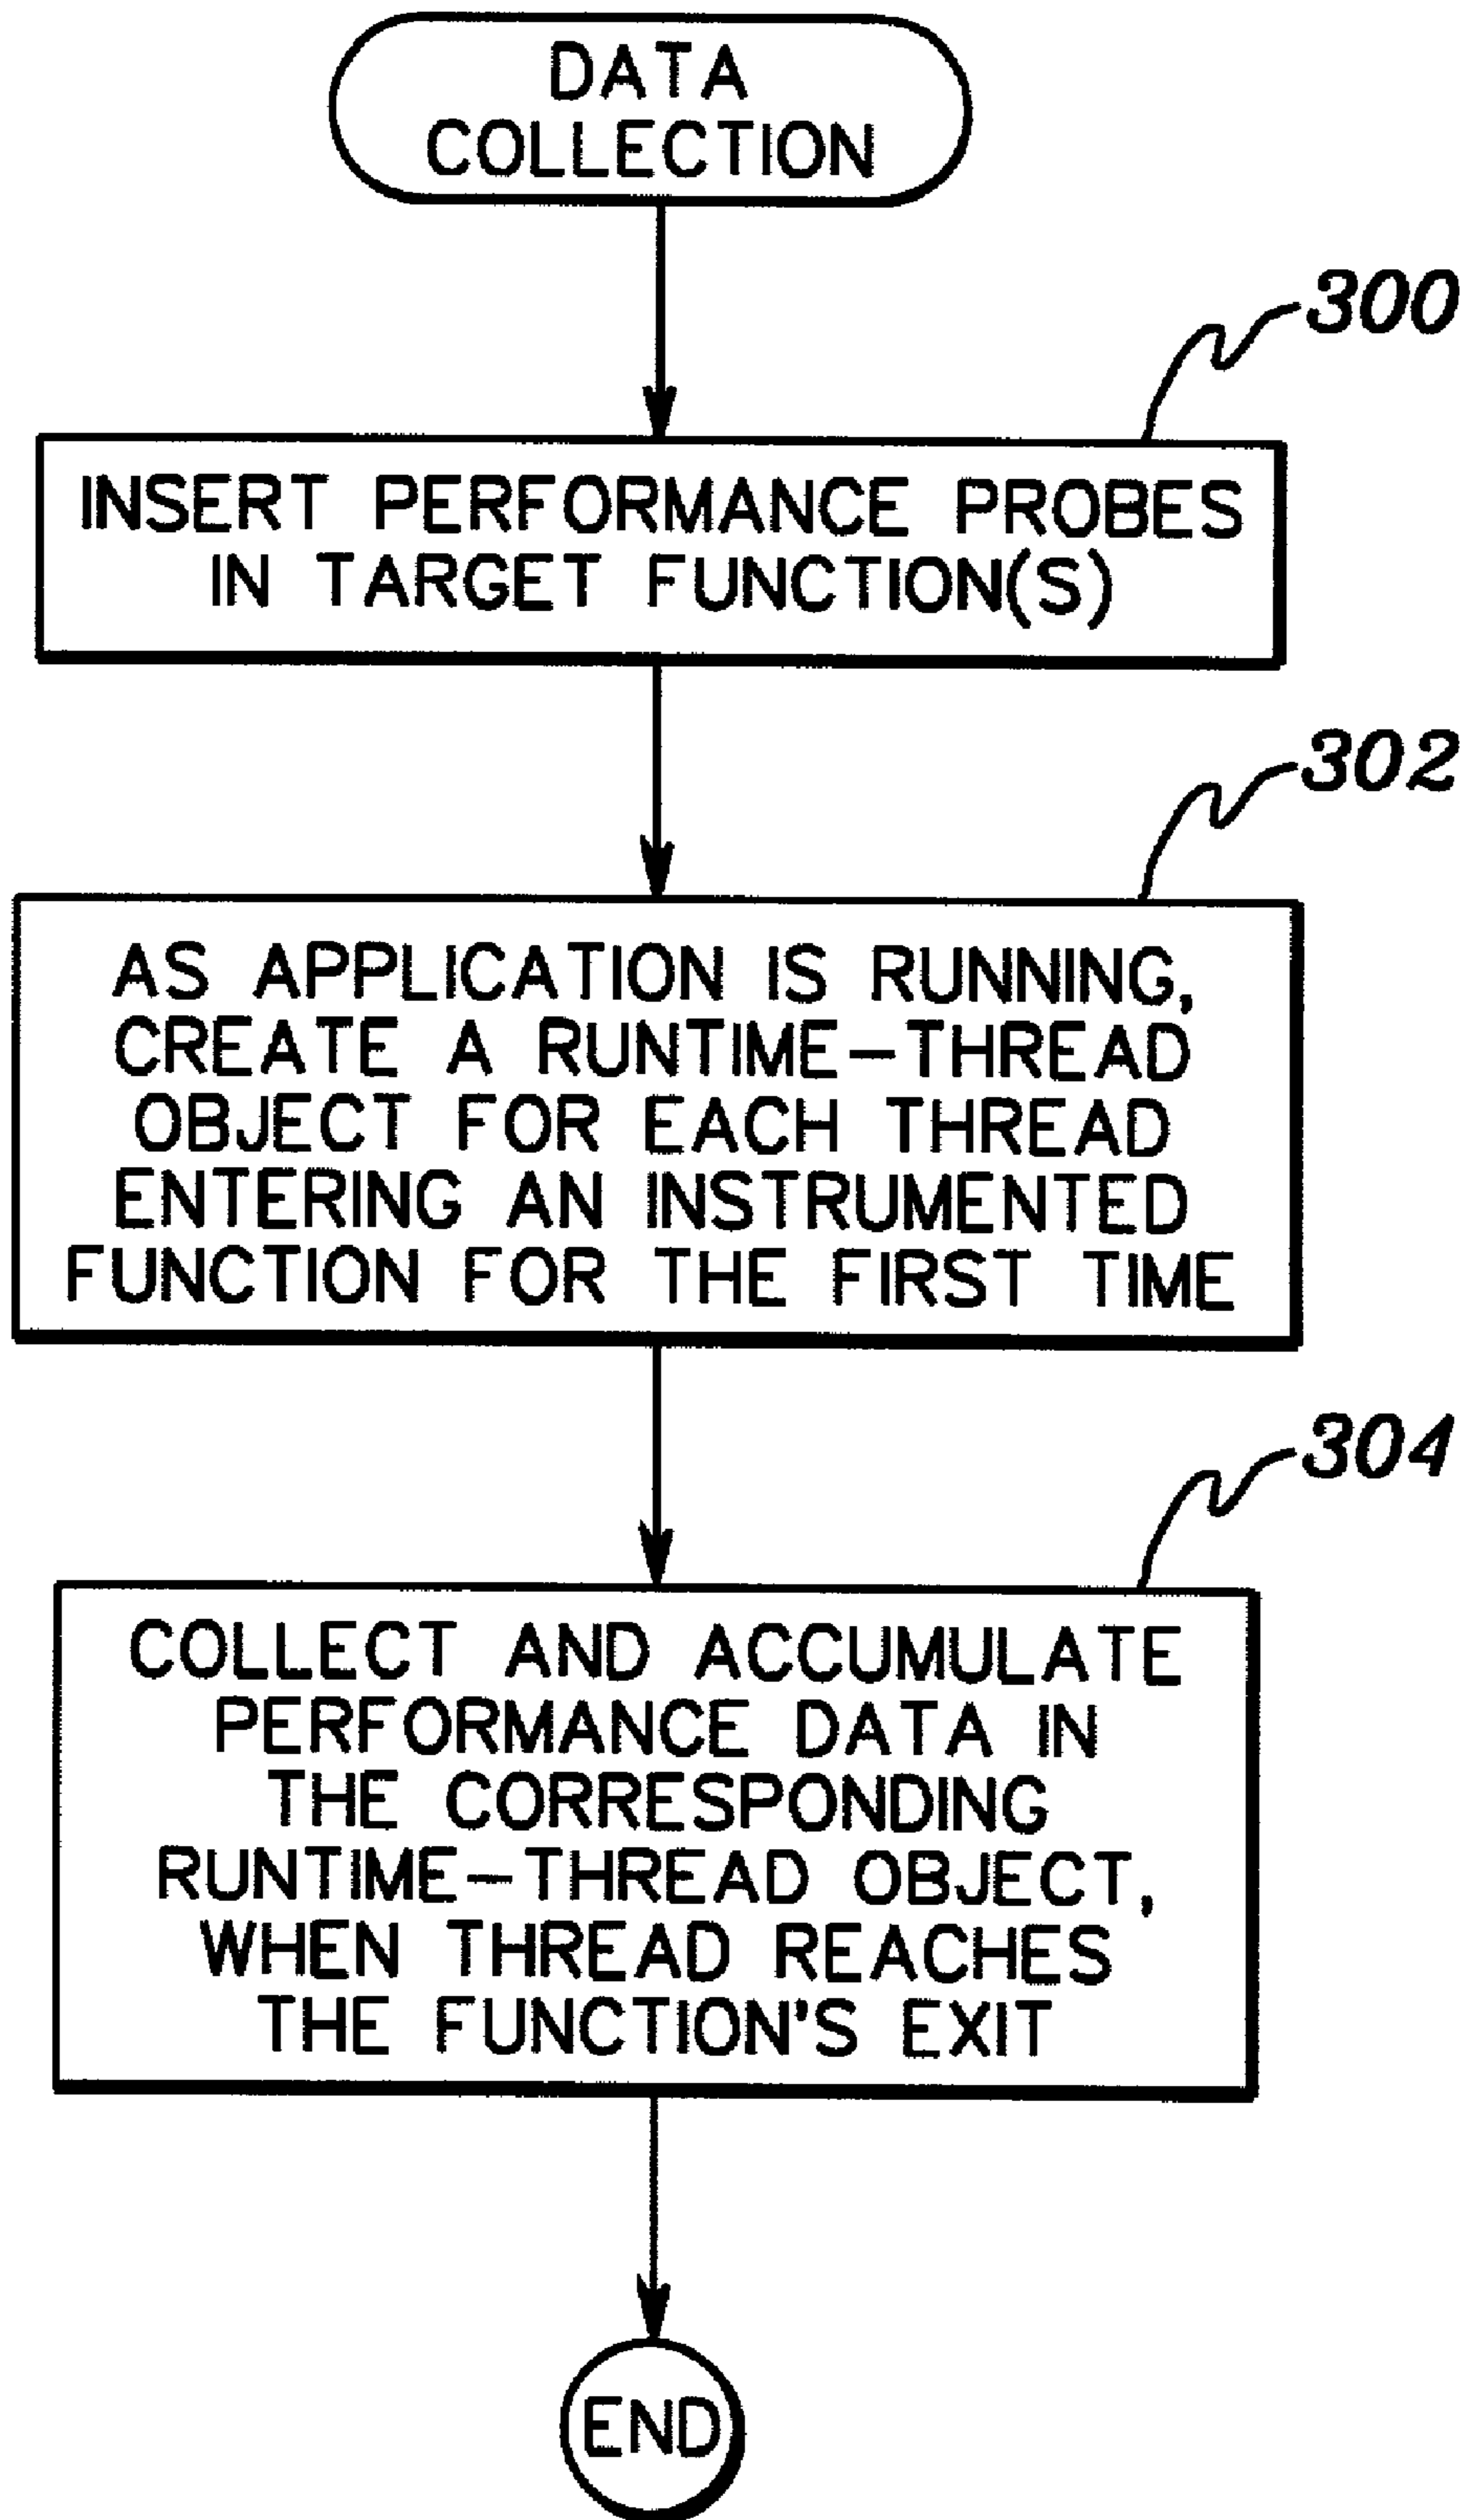 DATA
COLLECTION
300
INSERT PERFORMANCE PROBES
IN TARGET FUNCTION(S)
302
AS APPLICATION IS RUNNING,
CREATE A RUNTIME-THREAD
OBJECT FOR EACH THREAD
ENTERING AN INSTRUMENTED
FUNCTION FOR THE FIRST TIME
304
COLLECT AND ACCUMULATE
PERFORMANCE DATA IN
THE CORRESPONDING
RUNTIME-THREAD OBJECT,
WHEN THREAD REACHES
THE FUNCTION'S EXIT
END